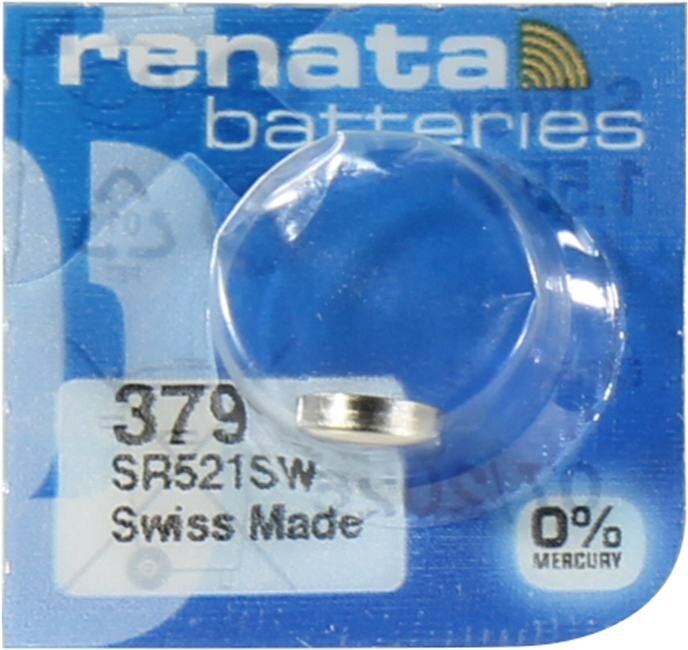 renata
batteries
379
SR521SW
Swiss Made
0%
MERCURY